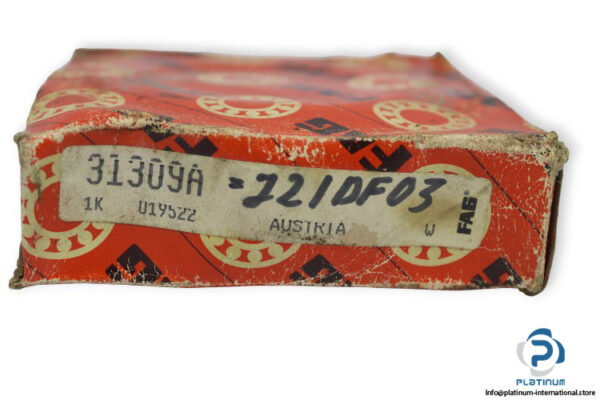 31309A =221DF03
1K U19522 AUSTRIA W FAG
PLATINUM
Info@platinum-international.store